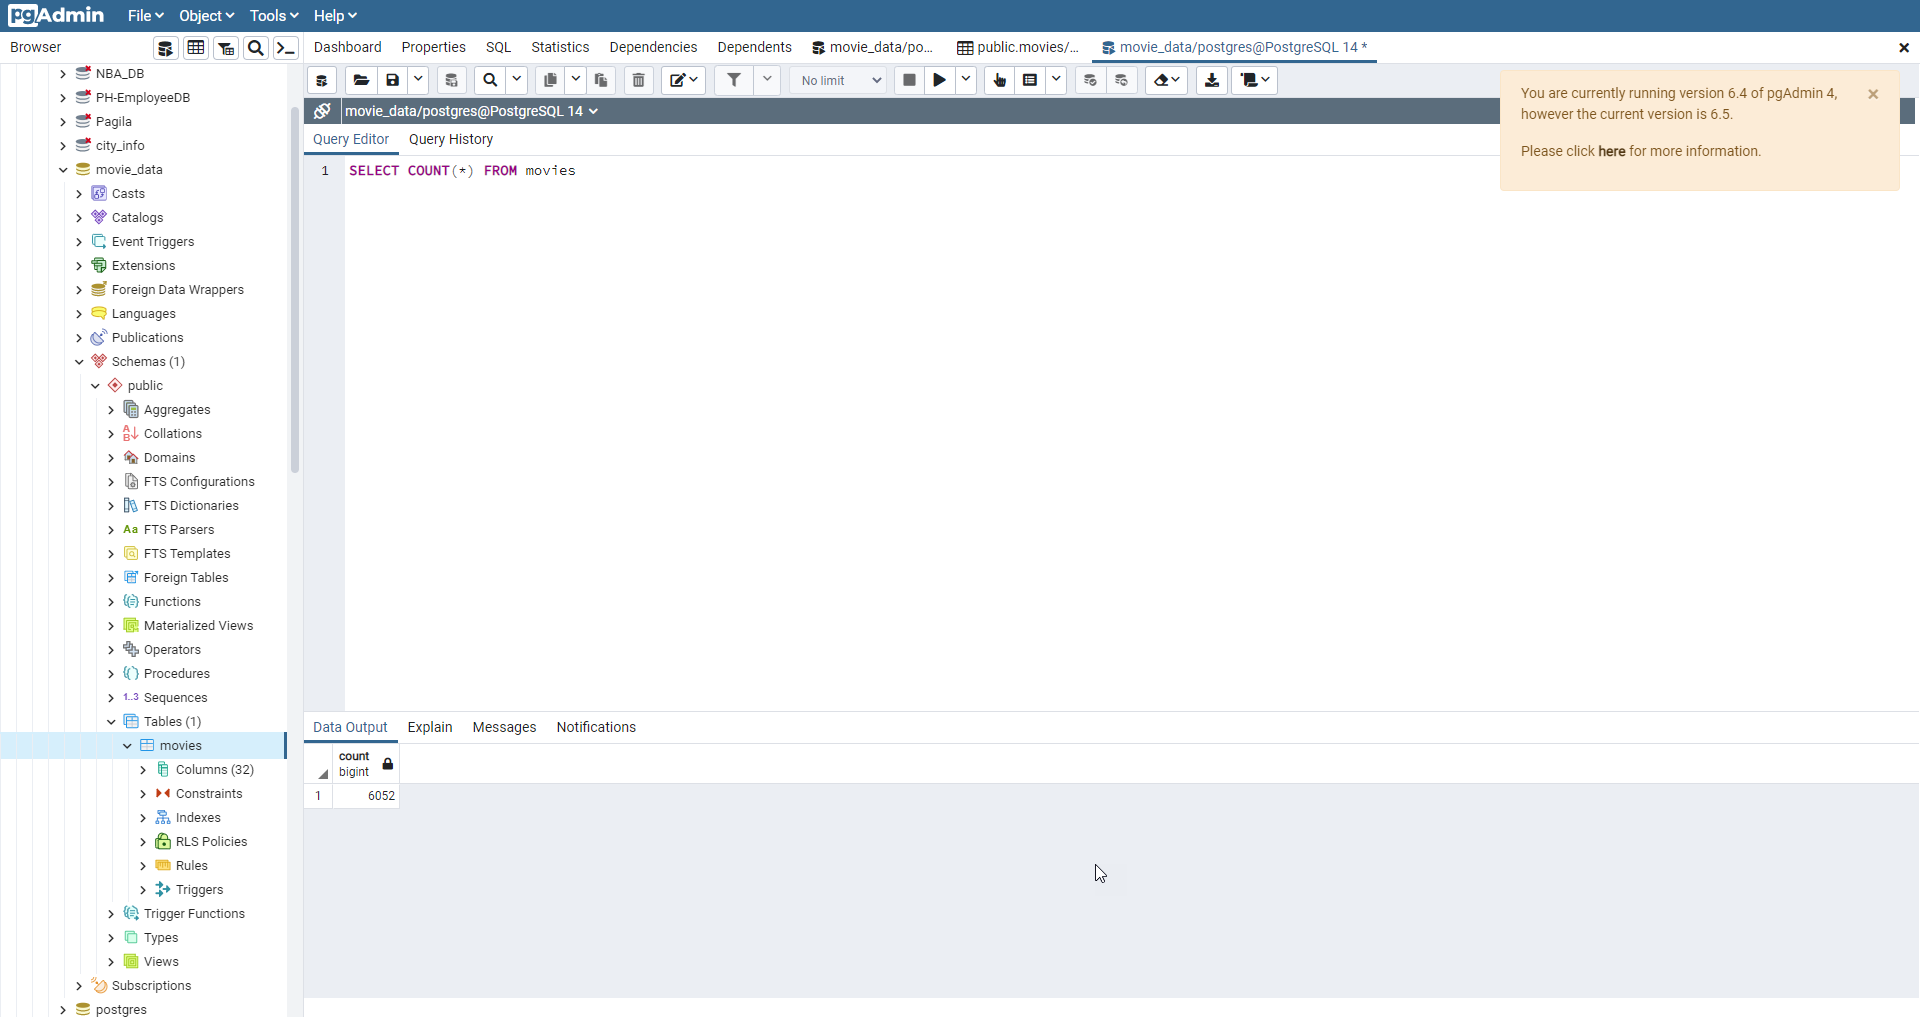 pgAdmin File Object Tools Help
Browser
Dashboard Properties SQL Statistics Dependencies Dependents movie_data/po... public.movies/... movie_data/postgres@PostgreSQL 14 *
No limit
movie_data/postgres@PostgreSQL 14
Query Editor Query History
1 SELECT COUNT(*) FROM movies
You are currently running version 6.4 of pgAdmin 4,
however the current version is 6.5.
Please click here for more information.
NBA_DB
PH-EmployeeDB
Pagila
city_info
movie_data
Casts
Catalogs
Event Triggers
Extensions
Foreign Data Wrappers
Languages
Publications
Schemas (1)
public
Aggregates
Collations
Domains
FTS Configurations
FTS Dictionaries
Aa FTS Parsers
FTS Templates
Foreign Tables
Functions
Materialized Views
Operators
Procedures
1..3 Sequences
Tables (1)
movies
Columns (32)
Constraints
Indexes
RLS Policies
Rules
Triggers
Trigger Functions
Types
Views
Subscriptions
postgres
Data Output Explain Messages Notifications
count
bigint
1 6052